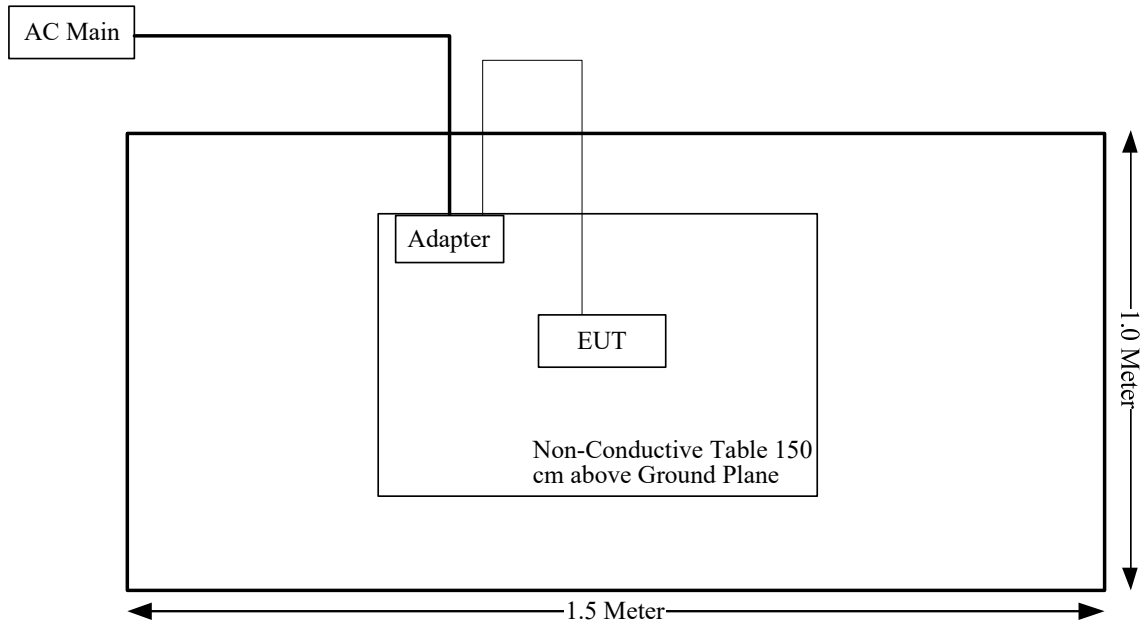 AC Main
Adapter
EUT
Non-Conductive Table 150
cm above Ground Plane
1.0 Meter
1.5 Meter